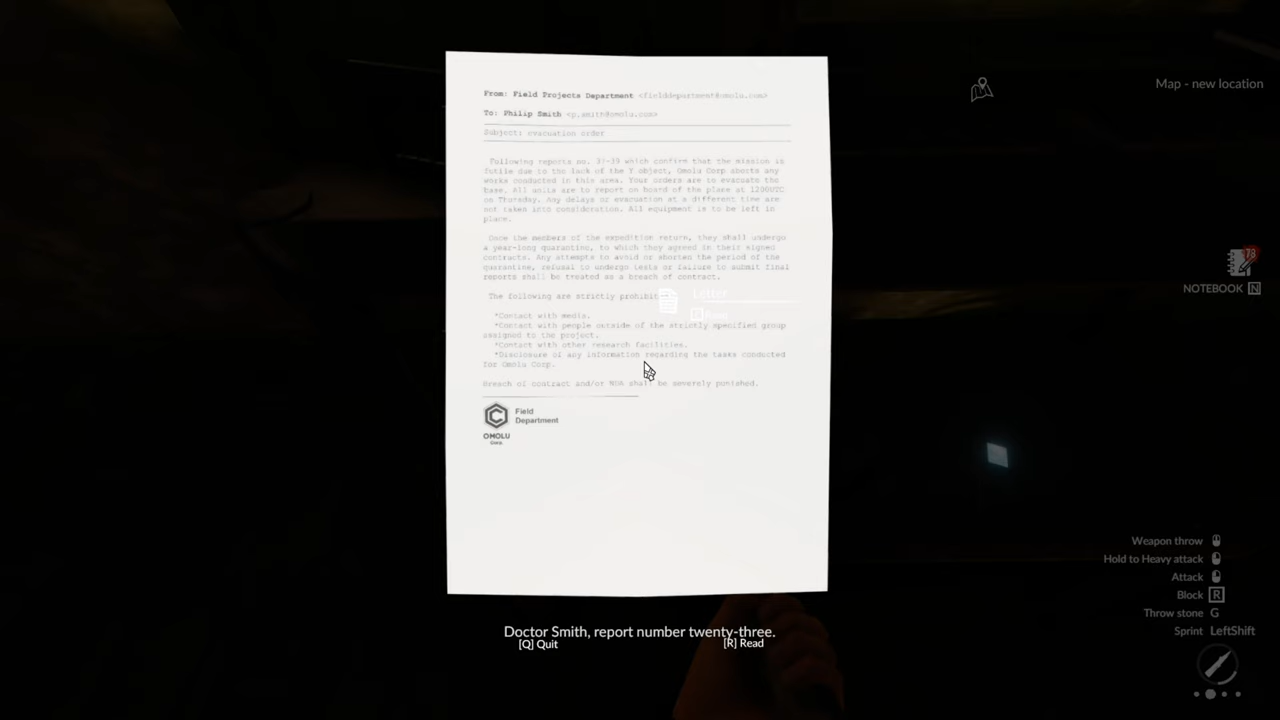 From: Field Projects Department <fielddepartment@omolu.com>
Map - new location
To: Philip Smith <p.smith@omolu.com>
Subject: evacuation order
Following reports no. 37-39 which confirm that the mission is
futile due to the lack of the Y object, Omolu Corp aborts any
works conducted in this area. Your orders are to evacuate the
base. All units are to report on board of the plane at 1200UTC
on Thursday. Any delays or evacuation at a different time are
not taken into consideration. All equipment is to be left in
place.
Once the members of the expedition return, they shall undergo
a year-long quarantine, to which they agreed in their signed
contracts. Any attempts to avoid or shorten the period of the
quarantine, refusal to undergo tests or failure to submit final
reports shall be treated as a breach of contract.
The following are strictly prohibit
Letter
Read
*Contact with media.
*Contact with people outside of the strictly specified group
assigned to the project.
*Contact with other research facilities.
*Disclosure of any information regarding the tasks conducted
for Omolu Corp.
Breach of contract and/or NDA shall be severely punished.
Field
Department
OMOLU
Corp
78
NOTEBOOK N
Weapon throw
Hold to Heavy attack
Attack
Block R
Throw stone G
Sprint LeftShift
Doctor Smith, report number twenty-three.
[Q] Quit
[R] Read